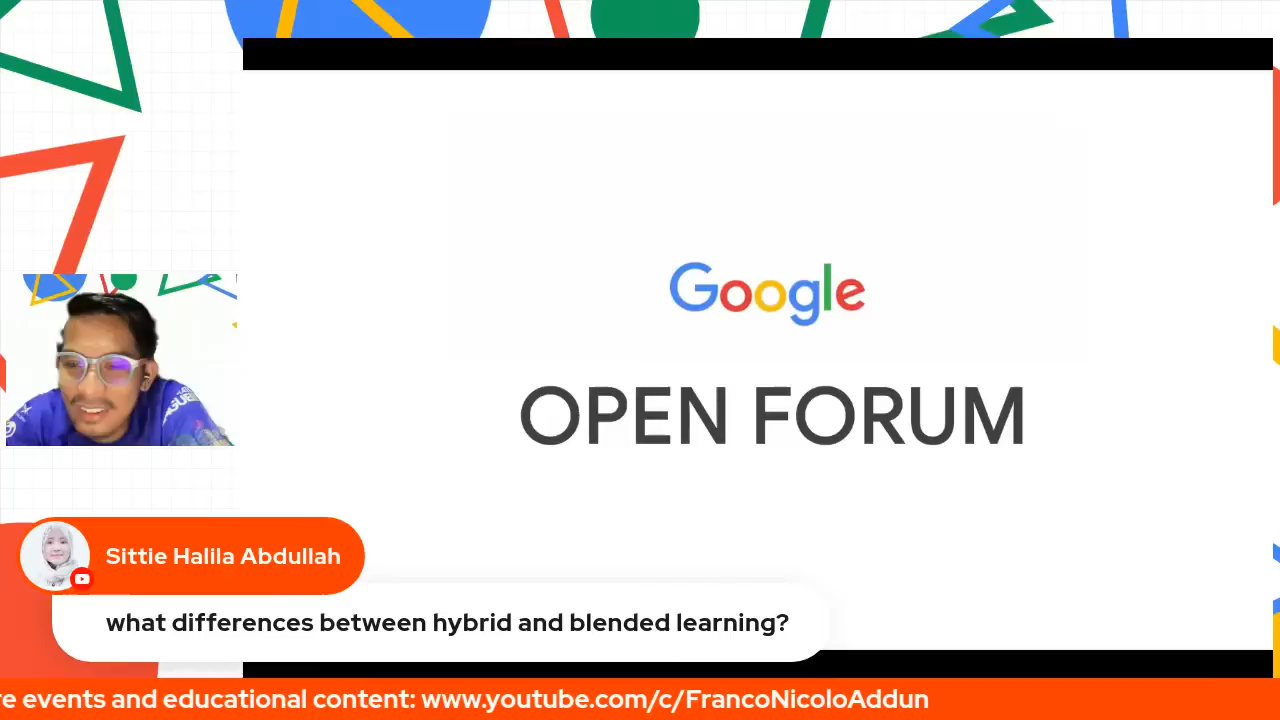 Google
OPEN FORUM
Sittie Halila Abdullah
what differences between hybrid and blended learning?
events and educational content: www.youtube.com/c/FrancoNicoloAddun